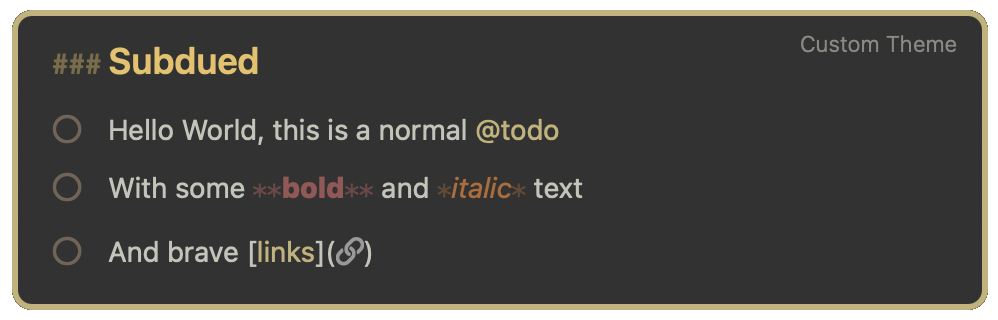 ### Subdued
Custom Theme
Hello World, this is a normal @todo
With some **bold** and *italic* text
And brave [links](🔗)